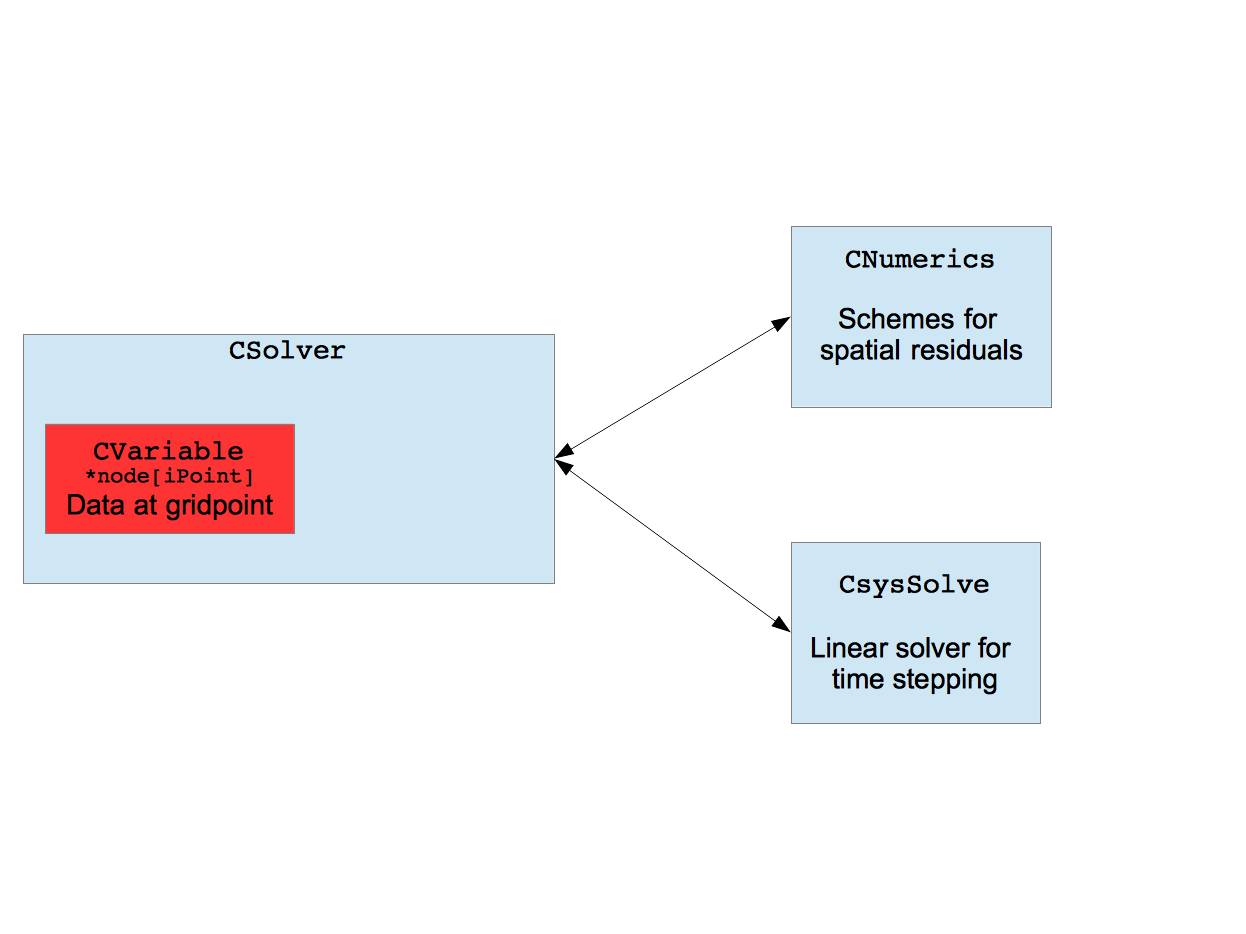 CSolver
CVariable
*node[iPoint]
Data at gridpoint
CNumerics
Schemes for
spatial residuals
CsysSolve
Linear solver for
time stepping